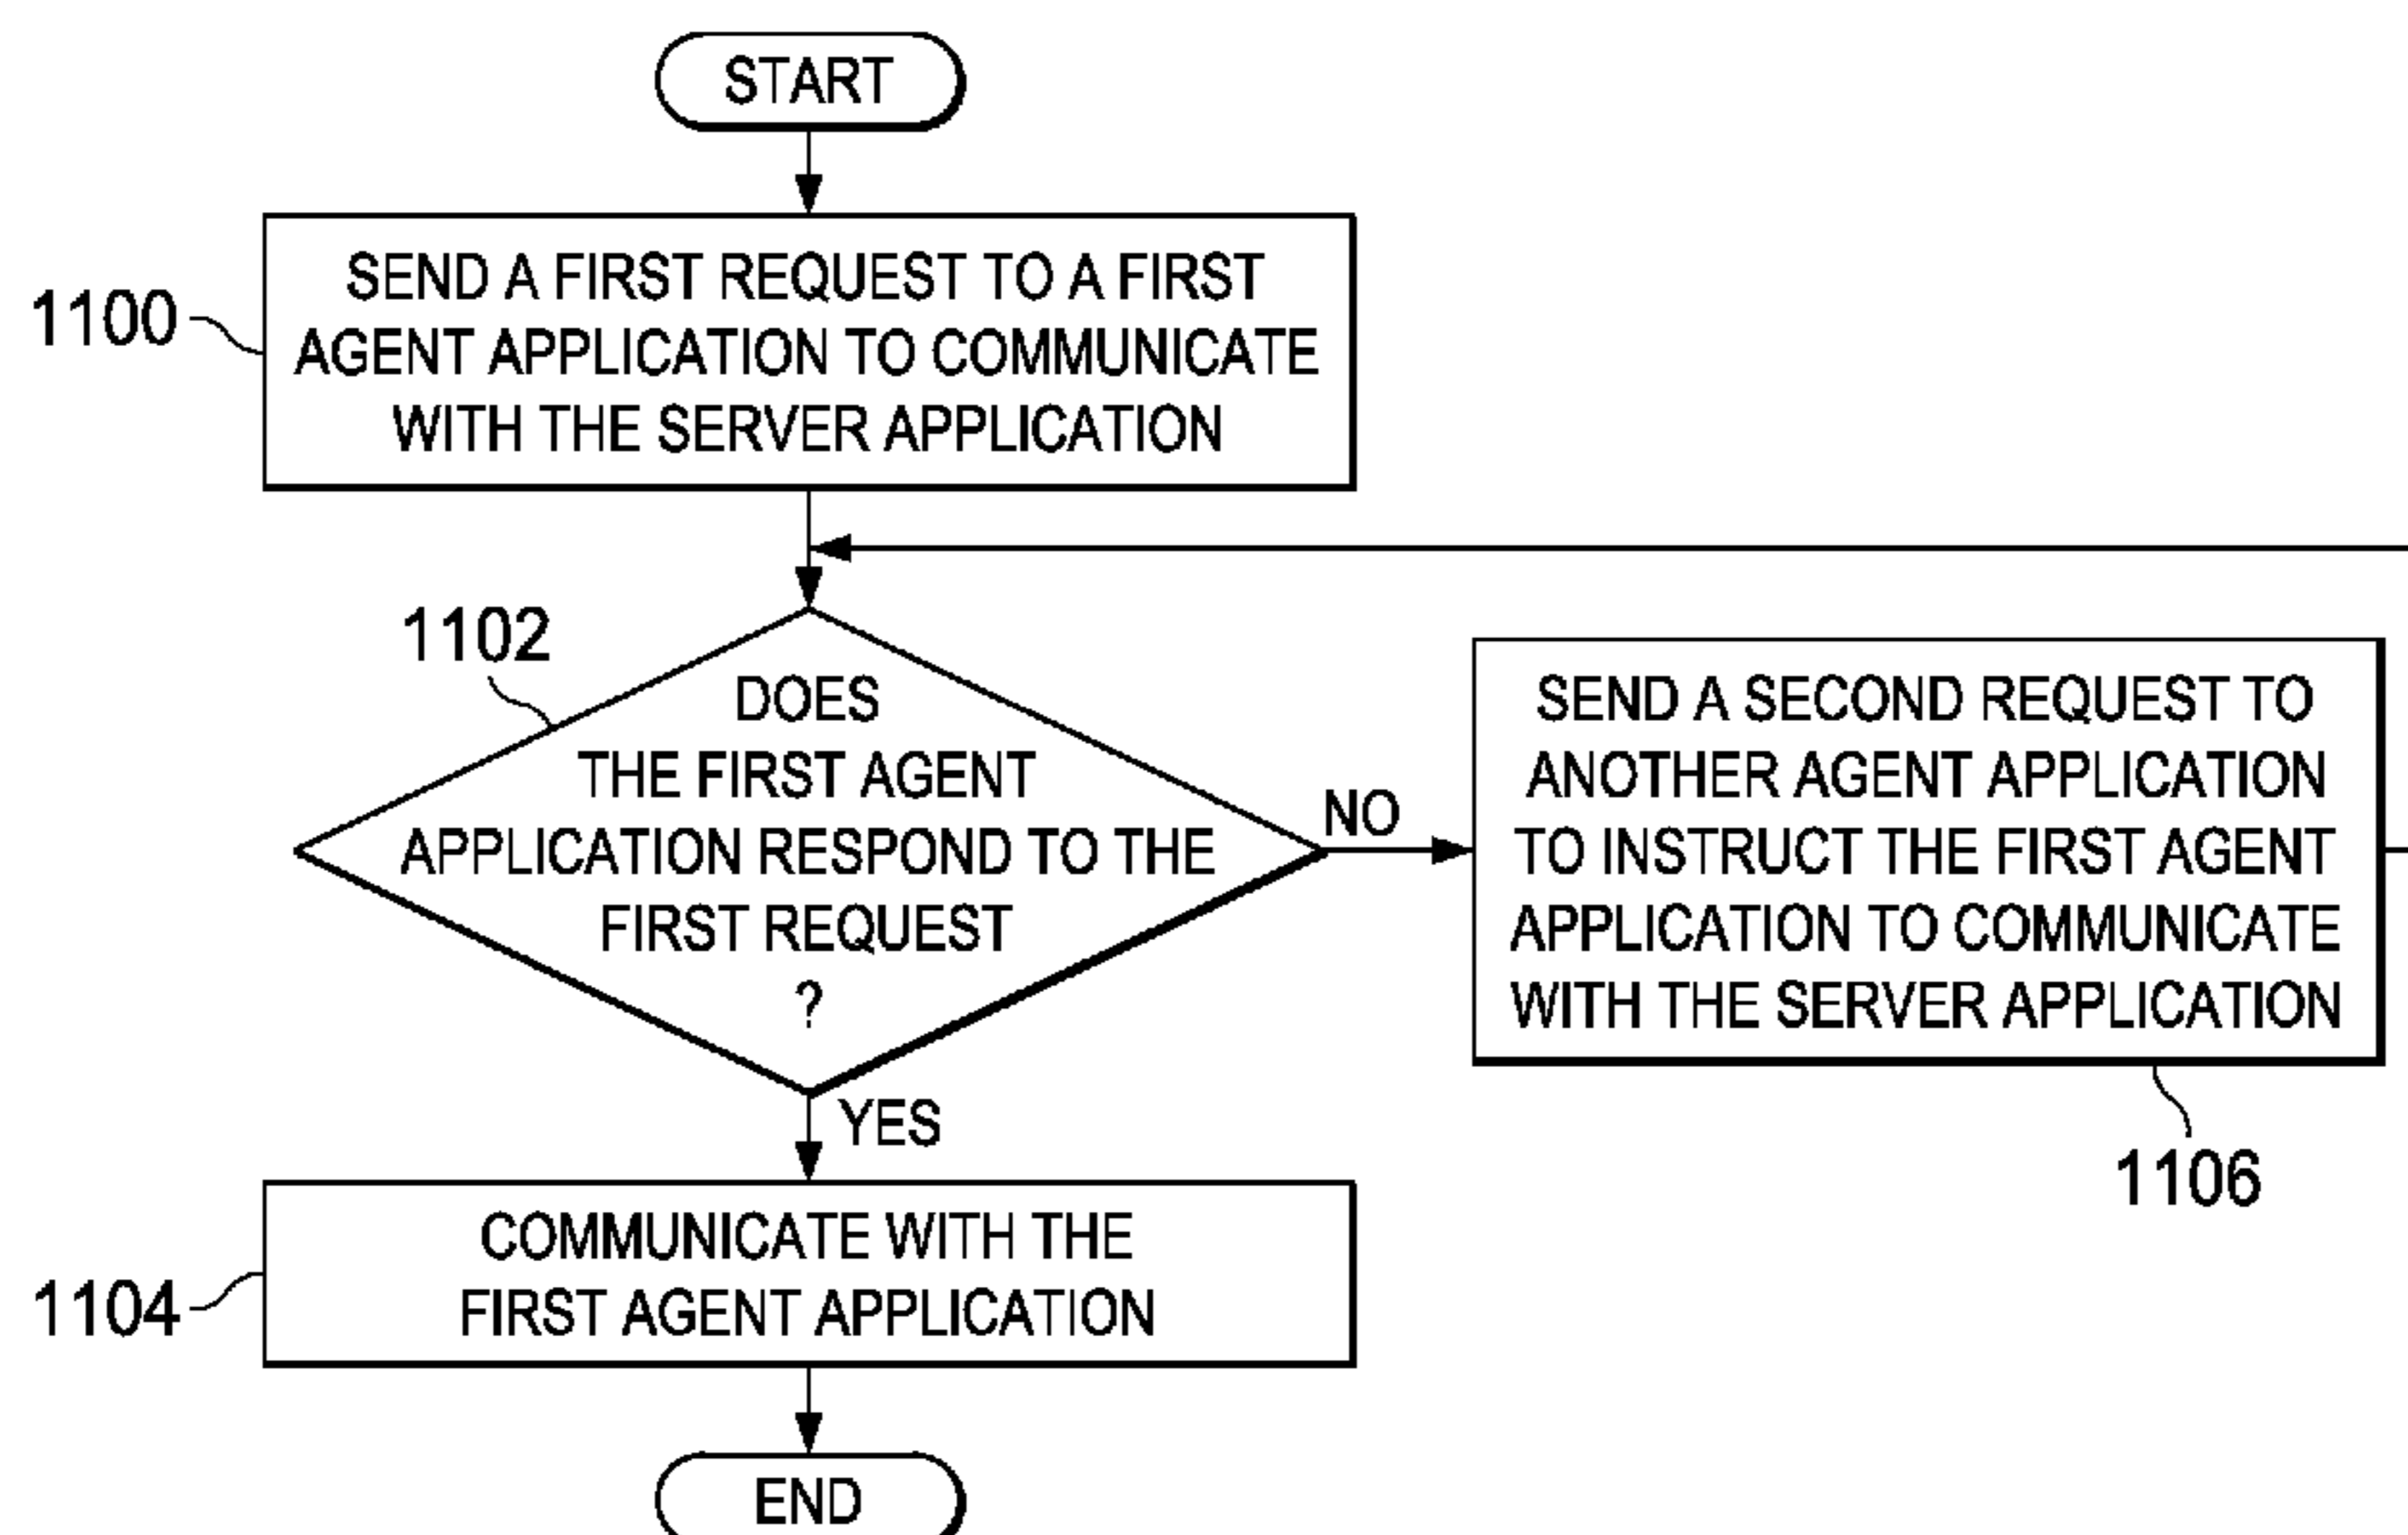 START
1100
SEND A FIRST REQUEST TO A FIRST
AGENT APPLICATION TO COMMUNICATE
WITH THE SERVER APPLICATION
1102
DOES
THE FIRST AGENT
APPLICATION RESPOND TO THE
FIRST REQUEST
?
NO
SEND A SECOND REQUEST TO
ANOTHER AGENT APPLICATION
TO INSTRUCT THE FIRST AGENT
APPLICATION TO COMMUNICATE
WITH THE SERVER APPLICATION
1106
YES
1104
COMMUNICATE WITH THE
FIRST AGENT APPLICATION
END